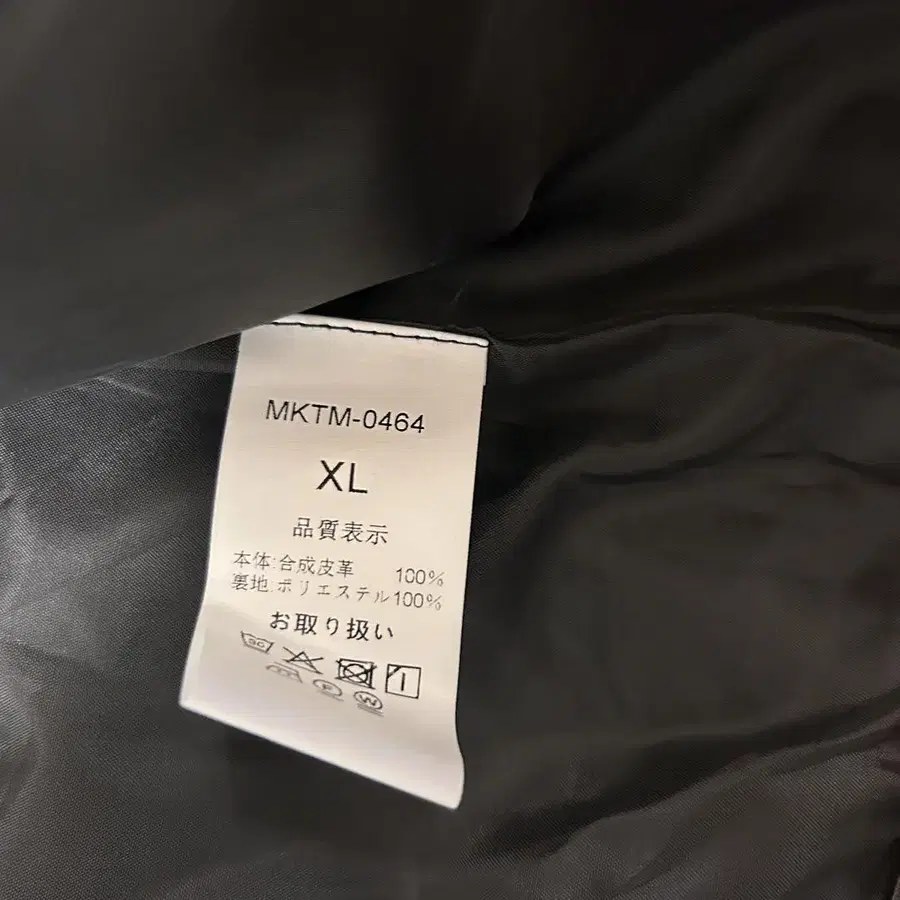 MKTM-0464
XL
品質表示
本体:合成皮革 100%
裏地:ポリエステル100%
お取り扱い